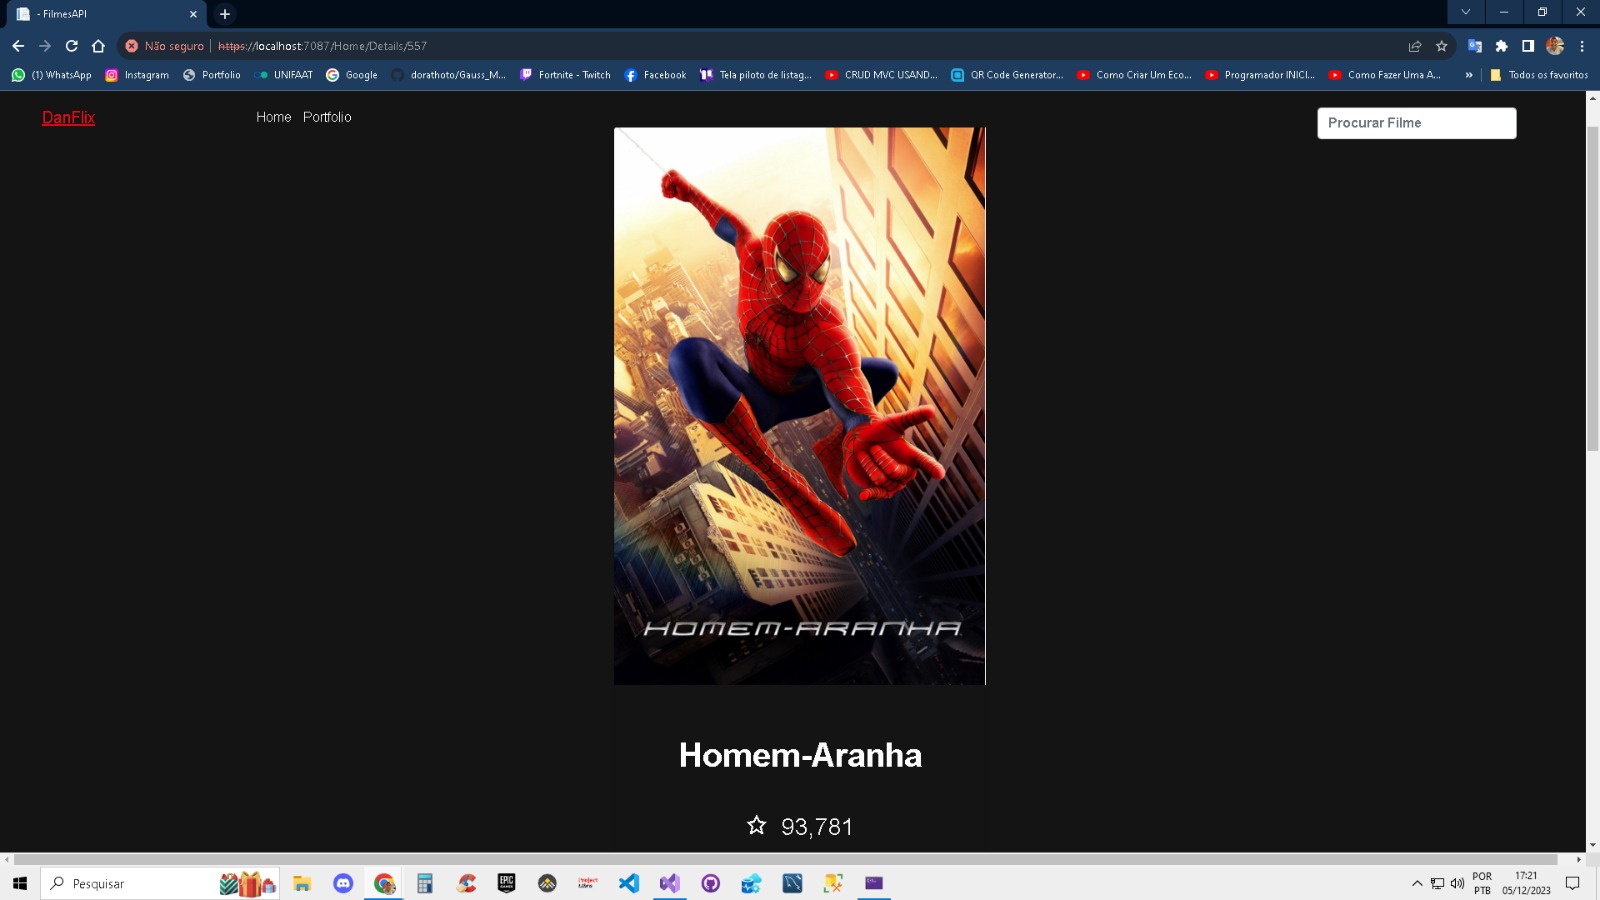 - FilmesAPI
Não seguro https://localhost:7087/Home/Details/557
(1) WhatsApp Instagram Portfolio UNIFAAT Google dorathoto/Gauss_M... Fortnite - Twitch Facebook Tela piloto de listag... CRUD MVC USAND... QR Code Generator... Como Criar Um Eco... Programador INICI... Como Fazer Uma A... » Todos os favoritos
DanFlix Home Portfolio Procurar Filme
HOMEM-ARANHA
Homem-Aranha
93,781
Pesquisar EPIC GAMES POR 17:21
PTB 05/12/2023